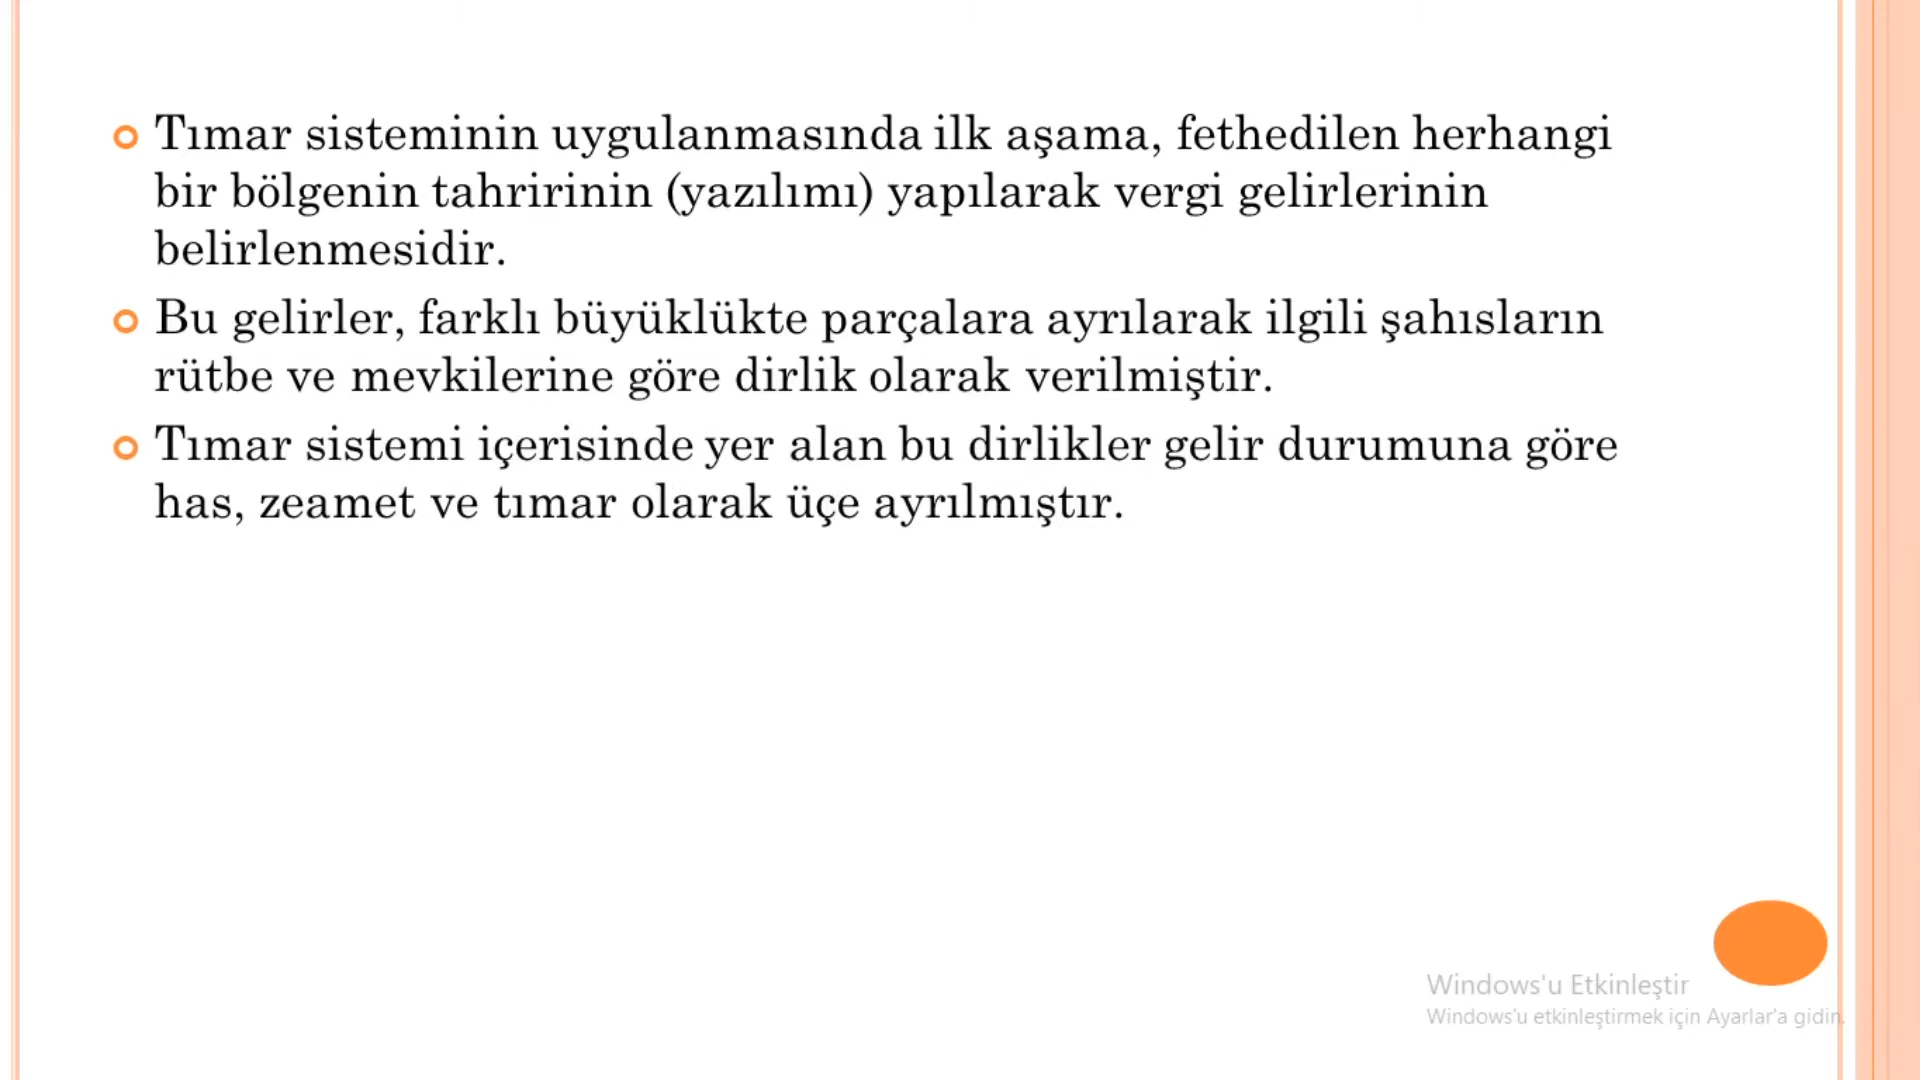 Tımar sisteminin uygulanmasında ilk aşama, fethedilen herhangi
bir bölgenin tahririnin (yazılımı) yapılarak vergi gelirlerinin
belirlenmesidir.
Bu gelirler, farklı büyüklükte parçalara ayrılarak ilgili şahısların
rütbe ve mevkilerine göre dirlik olarak verilmiştir.
Tımar sistemi içerisinde yer alan bu dirlikler gelir durumuna göre
has, zeamet ve tımar olarak üçe ayrılmıştır.
Windows'u Etkinleştir
Windows'u etkinleştirmek için Ayarlar'a gidin.